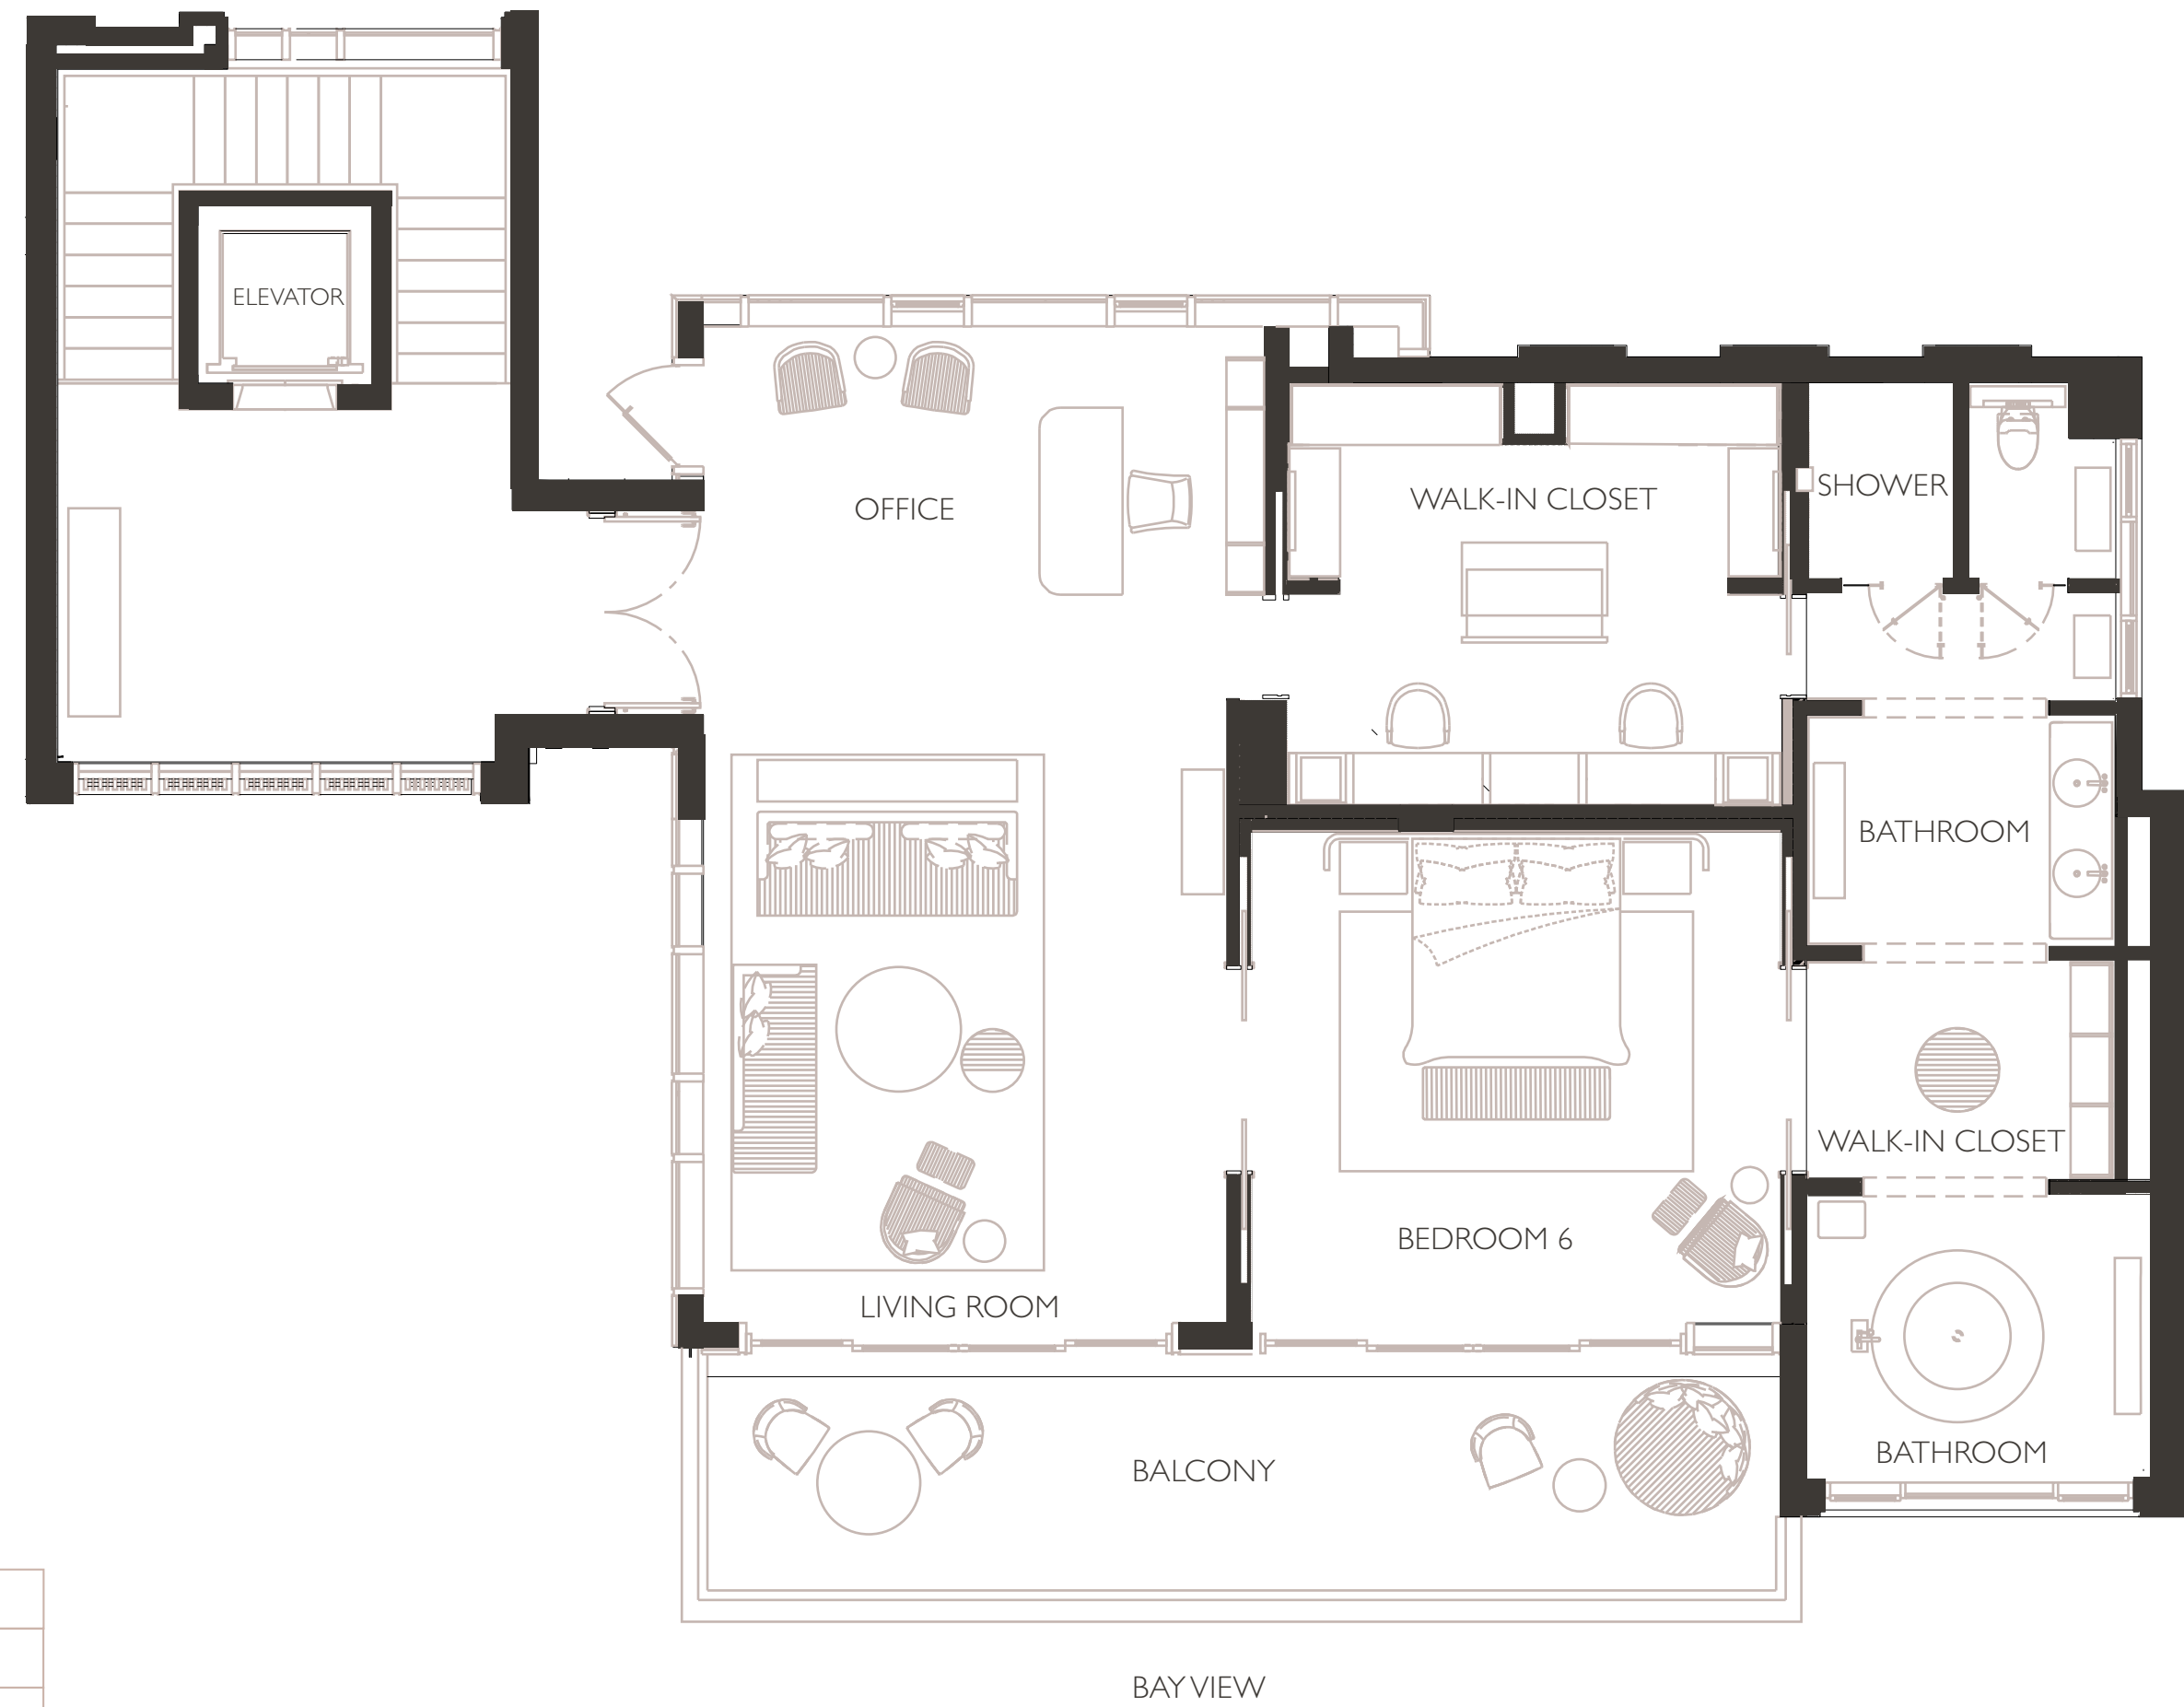 ELEVATOR
OFFICE
WALK-IN CLOSET
SHOWER
BATHROOM
WALK-IN CLOSET
BEDROOM 6
LIVING ROOM
BATHROOM
BALCONY
BAY VIEW